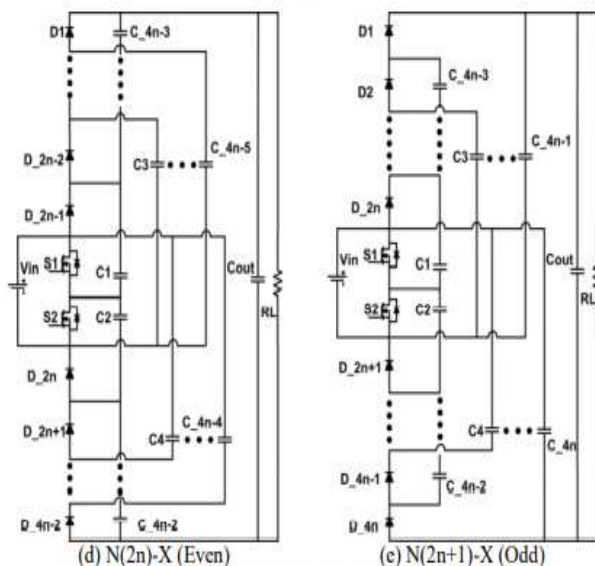 D1
C_4n-3
D_2n-2
C3
C_4n-5
D_2n-1
Vin
S1
C1
S2
C2
Cout
RL
D_2n
D_2n+1
C4
C_4n-4
D_4n-2
C_4n-2
(d) N(2n)-X (Even)
D1
D2
C_4n-3
C3
C_4n-1
D_2n
Vin
S1
C1
S2
C2
Cout
RL
D_2n+1
C4
C_4n
D_4n-1
C_4n-2
D_4n
(e) N(2n+1)-X (Odd)